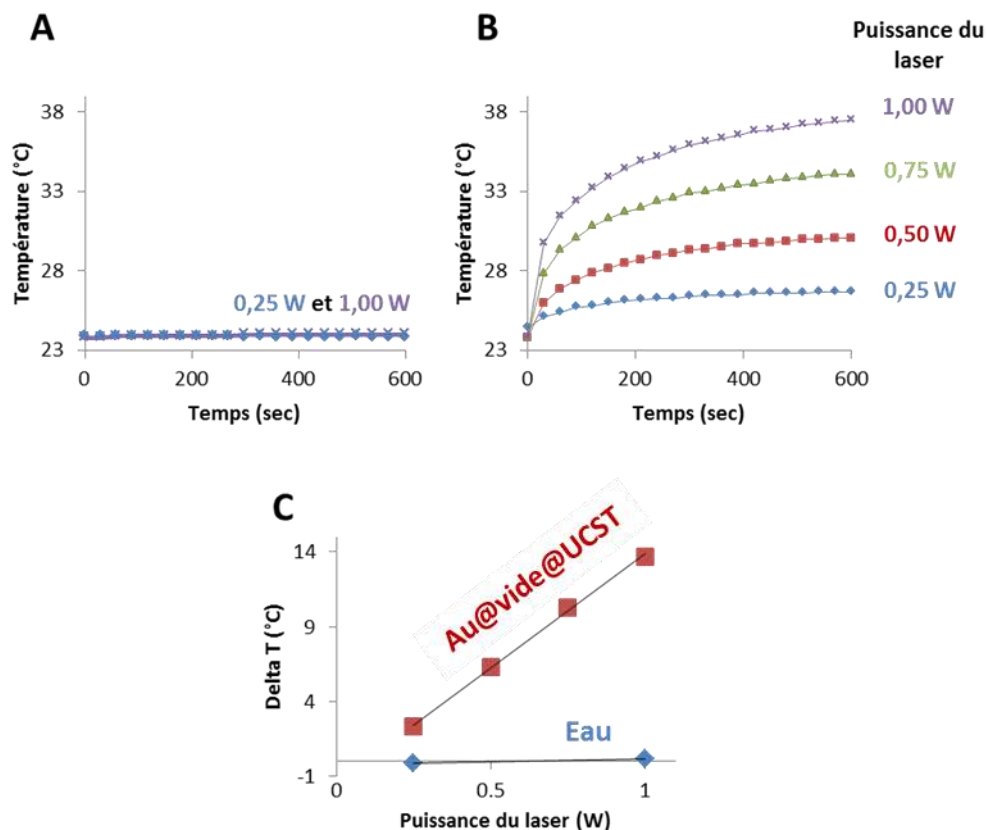 A
B
Puissance du
laser
38
33
28
23
Température (°C)
0,25 W et 1,00 W
0
200
400
600
Temps (sec)
38
33
28
23
Température (°C)
0
200
400
600
Temps (sec)
1,00 W
0,75 W
0,50 W
0,25 W
C
14
9
4
-1
Delta T (°C)
Au@vide@UCST
Eau
0
0.5
1
Puissance du laser (W)